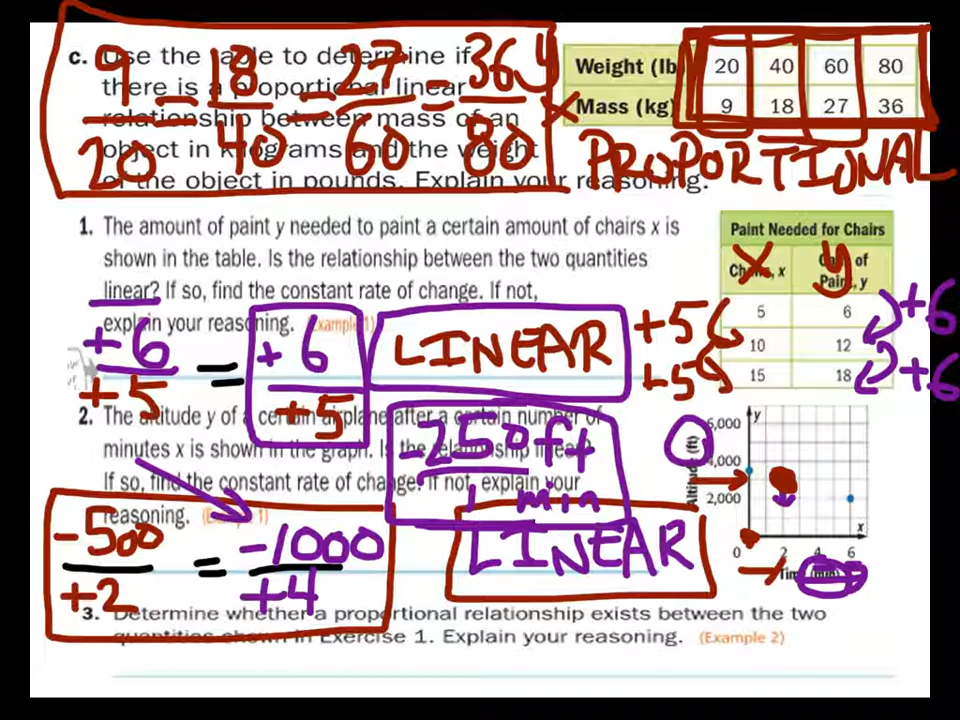 c. Use the table to determine if
there is a proportional linear
relationship between mass of an
object in kilograms and the weight
of the object in pounds. Explain your reasoning.
9/20 = 18/40 = 27/60 = 36/80
y
x
Weight (lb) 20 40 60 80
Mass (kg) 9 18 27 36
PROPORTIONAL
1. The amount of paint y needed to paint a certain amount of chairs x is
shown in the table. Is the relationship between the two quantities
linear? If so, find the constant rate of change. If not,
explain your reasoning. (Example 1)
Paint Needed for Chairs
x y
Chairs, x Cans of Paint, y
5 6
10 12
15 18
+5 +6
+5 +6
+6/+5 = +6/+5
LINEAR
2. The altitude y of a certain airplane after a certain number of
minutes x is shown in the graph. Is the relationship linear?
If so, find the constant rate of change. If not, explain your
reasoning. (Example 1)
-250ft
1 min
-500/+2 = -1000/+4
LINEAR
y
6,000
4,000
2,000
Altitude (ft)
x
0 2 4 6
Time (min)
3. Determine whether a proportional relationship exists between the two
quantities shown in Exercise 1. Explain your reasoning. (Example 2)